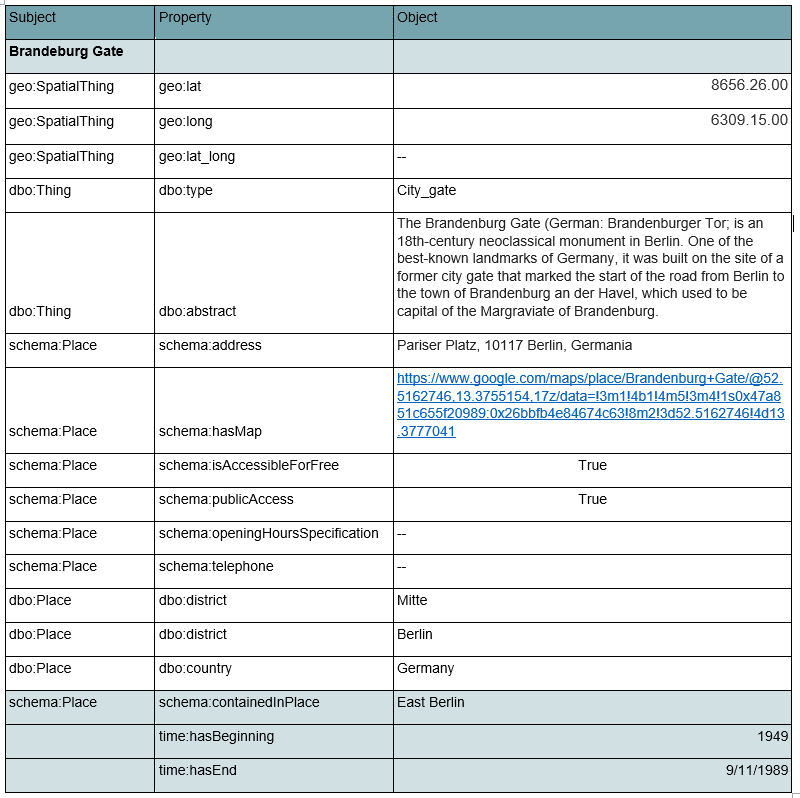 Subject Property Object
Brandeburg Gate
geo:SpatialThing geo:lat 8656.26.00
geo:SpatialThing geo:long 6309.15.00
geo:SpatialThing geo:lat_long --
dbo:Thing dbo:type City_gate
The Brandenburg Gate (German: Brandenburger Tor; is an
18th-century neoclassical monument in Berlin. One of the
best-known landmarks of Germany, it was built on the site of a
former city gate that marked the start of the road from Berlin to
the town of Brandenburg an der Havel, which used to be
dbo:Thing dbo:abstract capital of the Margraviate of Brandenburg.
schema:Place schema:address Pariser Platz, 10117 Berlin, Germania
https://www.google.com/maps/place/Brandenburg+Gate/@52.
5162746,13.3755154,17z/data=!3m1!4b1!4m5!3m4!1s0x47a8
51c655f20989:0x26bbfb4e84674c63!8m2!3d52.5162746!4d13
schema:Place schema:hasMap .3777041
schema:Place schema:isAccessibleForFree True
schema:Place schema:publicAccess True
schema:Place schema:openingHoursSpecification --
schema:Place schema:telephone --
dbo:Place dbo:district Mitte
dbo:Place dbo:district Berlin
dbo:Place dbo:country Germany
schema:Place schema:containedInPlace East Berlin
time:hasBeginning 1949
time:hasEnd 9/11/1989